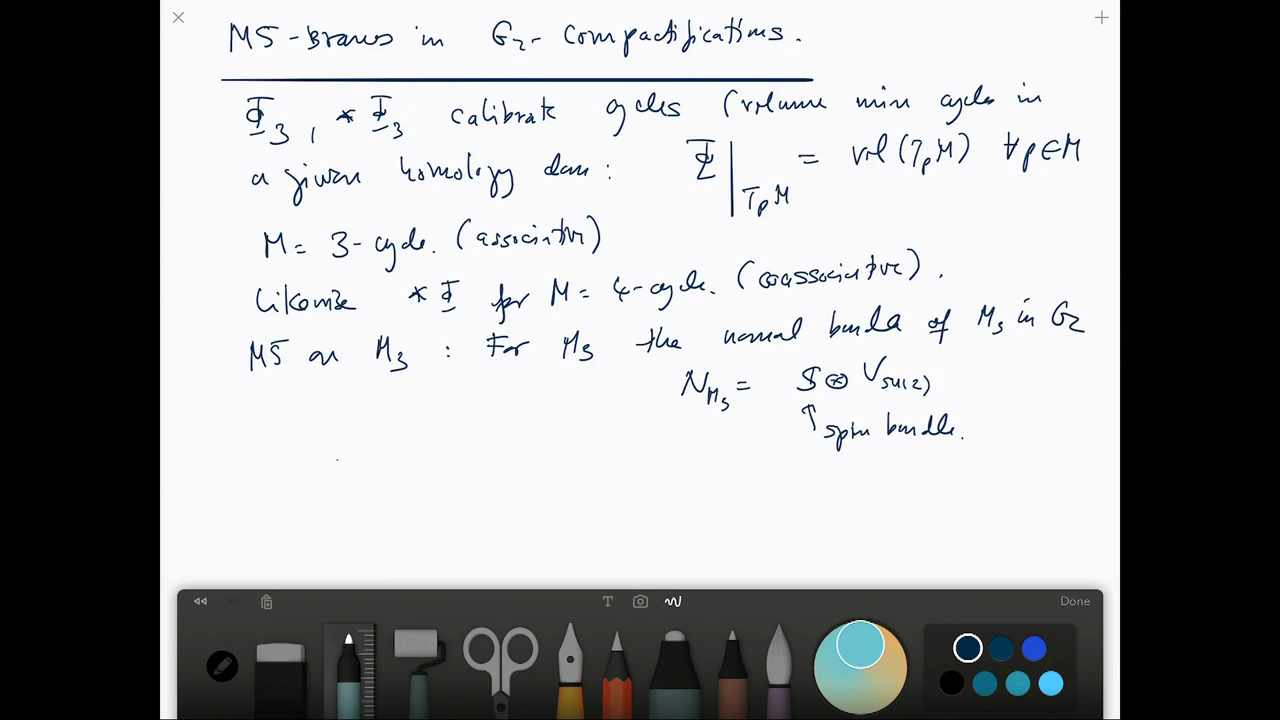 M5-Branes in G₂-Compactifications.
Φ₃, *Φ₃ calibrate cycles (volume min cycles in
a given homology class: Φ|_{TpM} = vol(TpM) ∀p∈M
M = 3-cycle. (associative)
Likewise *Φ for M = 4-cycle. (coassociative).
M5 on M₃ : For M₃ the normal bundle of M₃ in G₂
N_{M₃} = S⊗V_{SU(2)}
↑ spin bundle.
T
Done